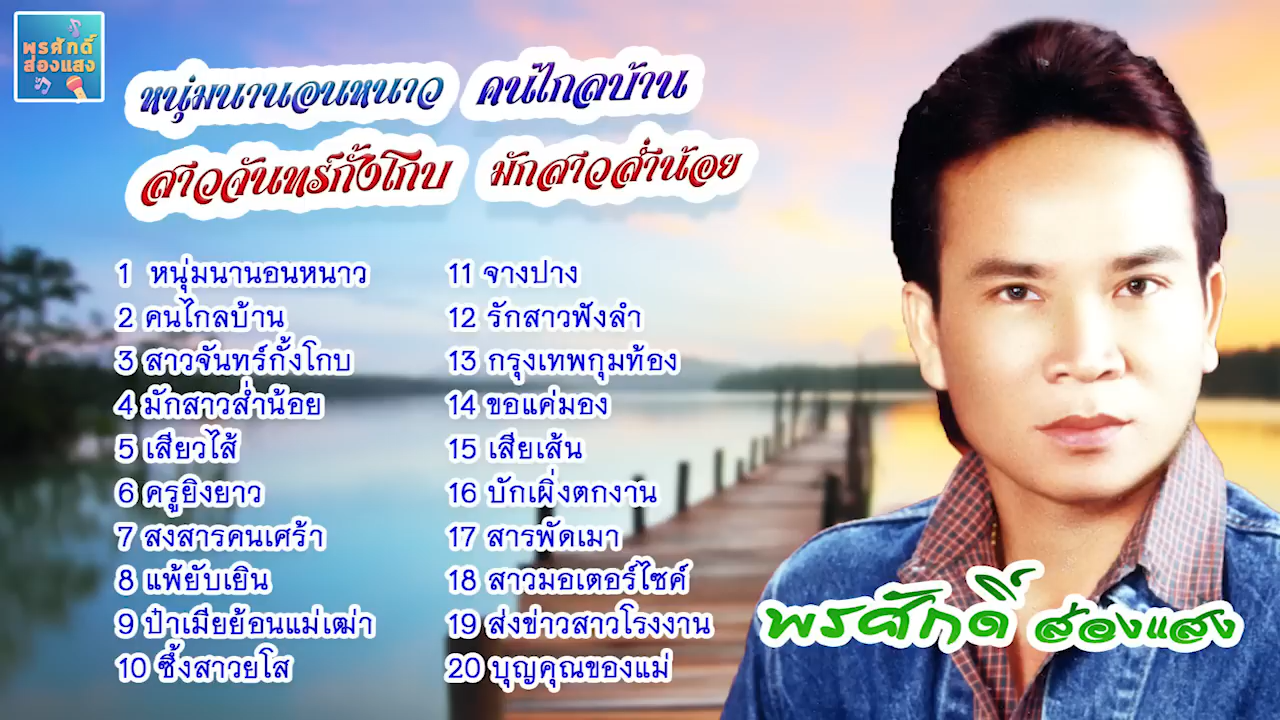 พรศักดิ์
ส่องแสง
หนุ่มนานอนหนาว คนไกลบ้าน
สาวจันทร์กั้งโกบ มักสาวส่ำน้อย
1 หนุ่มนานอนหนาว
2 คนไกลบ้าน
3 สาวจันทร์กั้งโกบ
4 มักสาวส่ำน้อย
5 เสียวไส้
6 ครูยิงยาว
7 สงสารคนเศร้า
8 แพ้ยับเยิน
9 ป๋าเมียย้อนแม่เฒ่า
10 ซึ้งสาวยโส
11 จางปาง
12 รักสาวฟังลำ
13 กรุงเทพกุมท้อง
14 ขอแค่มอง
15 เสียเส้น
16 บักเผิ่งตกงาน
17 สารพัดเมา
18 สาวมอเตอร์ไซค์
19 ส่งข่าวสาวโรงงาน
20 บุญคุณของแม่
พรศักดิ์ ส่องแสง